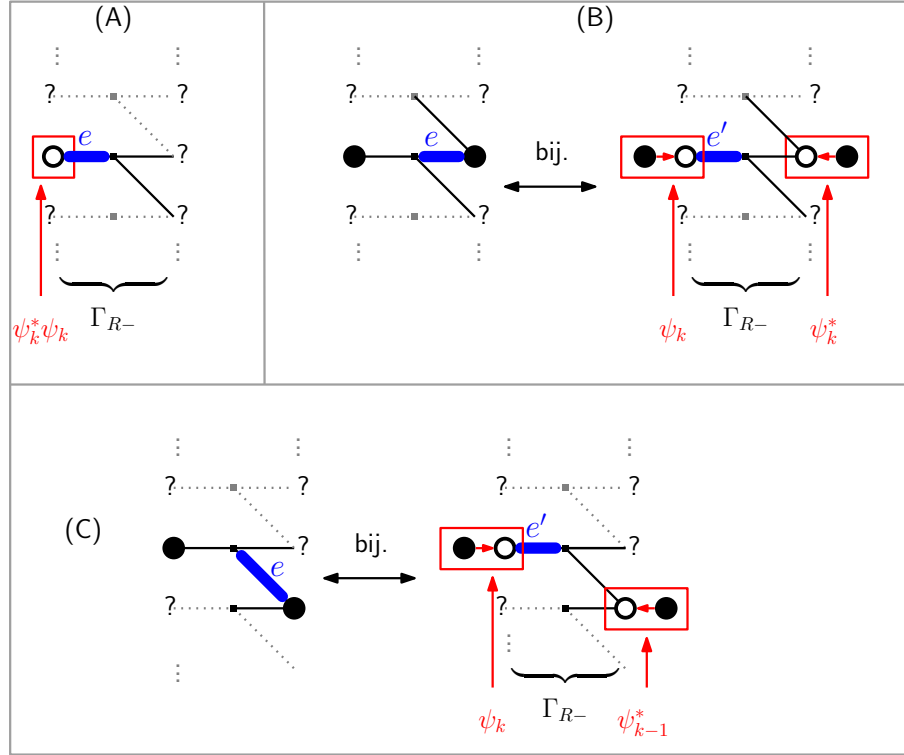 (A)
⋮ ⋮
? ?
e
?
? ?
⋮ ⋮
Γ_{R−}
ψ_k^*ψ_k
(B)
⋮ ⋮ ⋮ ⋮
? ? ? ?
e bij. e′
? ? ? ?
⋮ ⋮ ⋮ ⋮
ψ_k Γ_{R−} ψ_k^*
(C)
⋮ ⋮ ⋮ ⋮
? ? ? ?
? e′ ?
e bij.
? ?
⋮ ⋮
ψ_k Γ_{R−} ψ_{k−1}^*